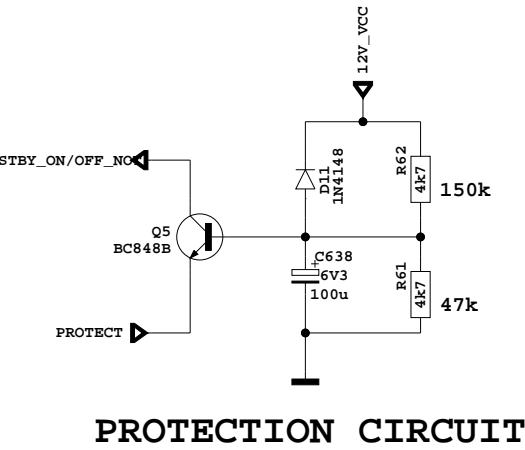 12V_VCC
STBY_ON/OFF_NO
D11
1N4148
R62
4k7
150k
Q5
BC848B
C638
+
6V3
100u
R61
4k7
47k
PROTECT
PROTECTION CIRCUIT